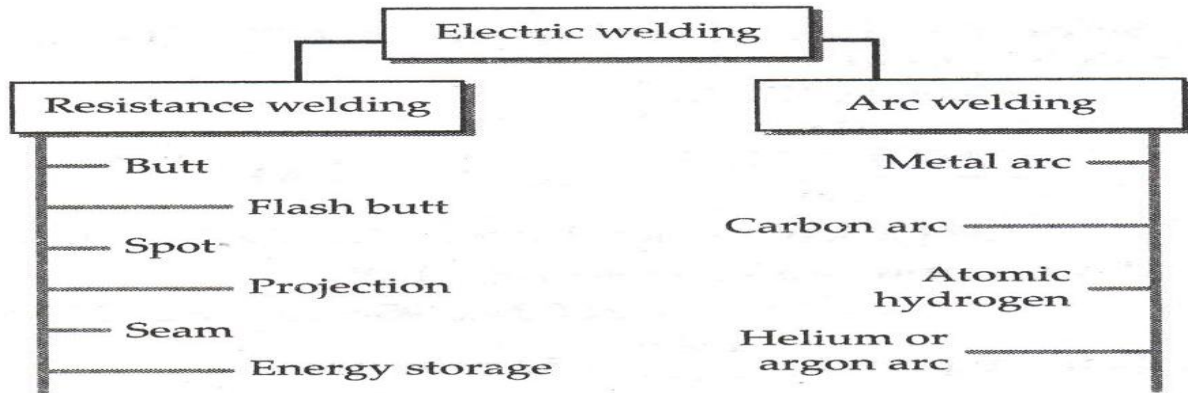 Electric welding
Resistance welding
Butt
Flash butt
Spot
Projection
Seam
Energy storage
Arc welding
Metal arc
Carbon arc
Atomic
hydrogen
Helium or
argon arc